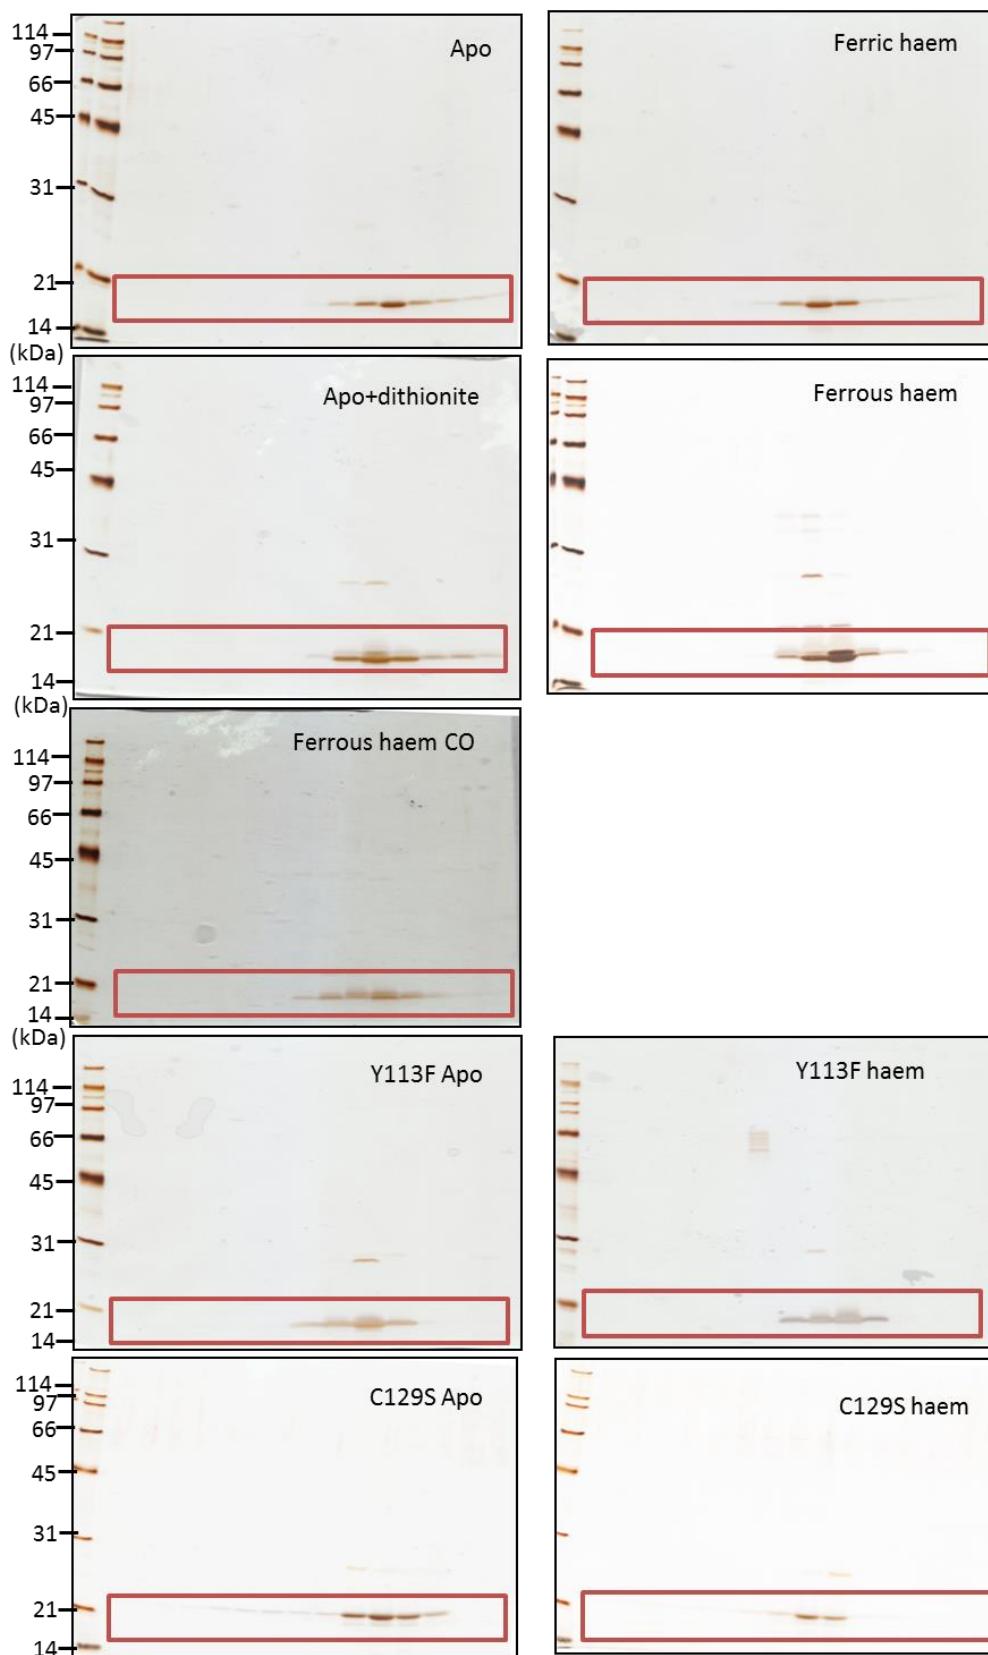 114
97
66
45
31
21
14
(kDa)
Apo
Ferric haem
114
97
66
45
31
21
14
(kDa)
Apo+dithionite
Ferrous haem
114
97
66
45
31
21
14
(kDa)
Ferrous haem CO
114
97
66
45
31
21
14
Y113F Apo
Y113F haem
114
97
66
45
31
21
14
C129S Apo
C129S haem